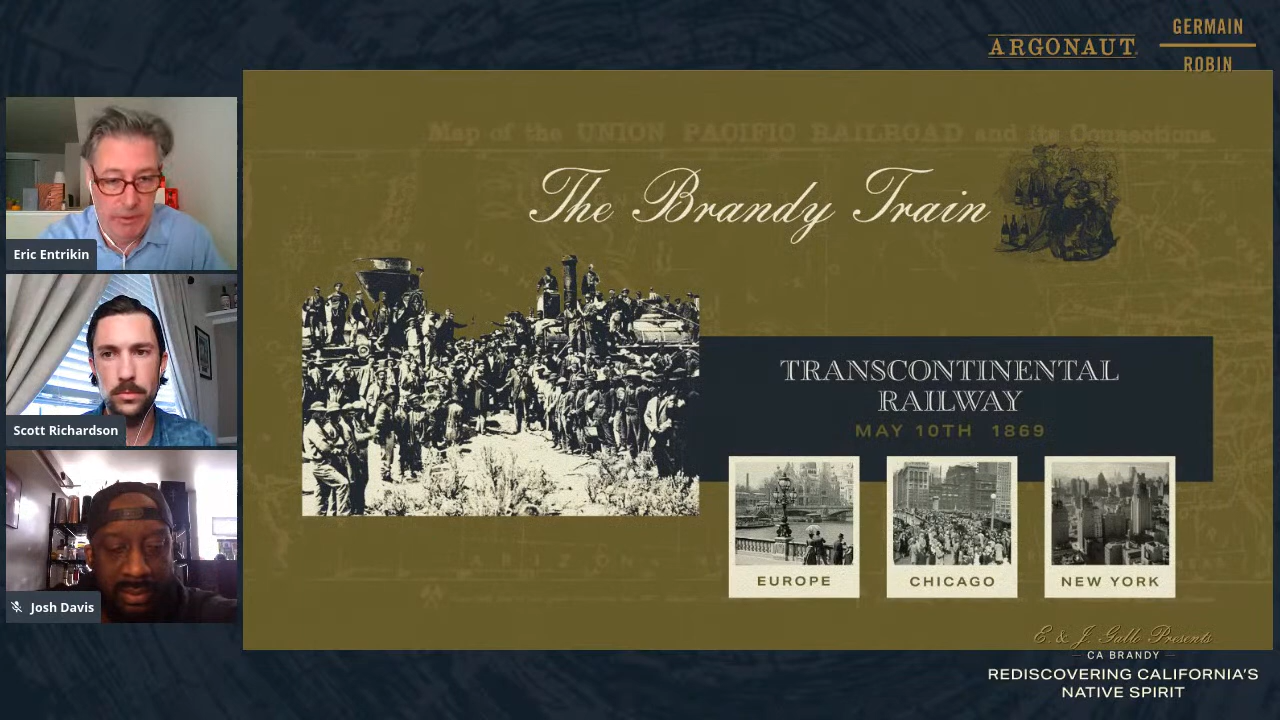 ARGONAUT
GERMAIN
ROBIN
Eric Entrikin
Scott Richardson
Josh Davis
Map of the UNION PACIFIC RAILROAD and its Connections
The Brandy Train
TRANSCONTINENTAL
RAILWAY
MAY 10TH 1869
EUROPE
CHICAGO
NEW YORK
E. & J. Gallo Presents
CA BRANDY
REDISCOVERING CALIFORNIA'S
NATIVE SPIRIT